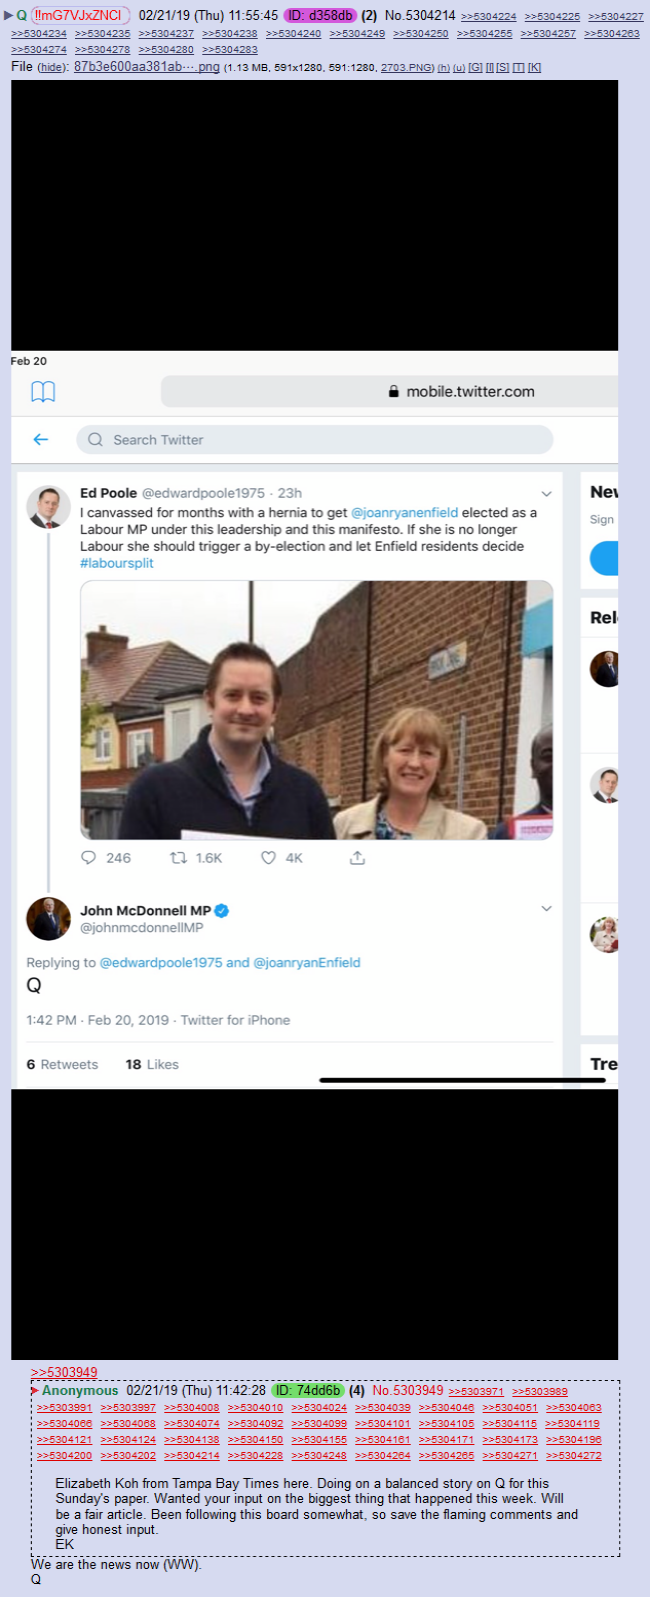 ▶ Q !!mG7VJxZNCI 02/21/19 (Thu) 11:55:45 ID: d358db (2) No.5304214 >>5304224 >>5304225 >>5304227
>>5304234 >>5304235 >>5304237 >>5304238 >>5304240 >>5304249 >>5304250 >>5304255 >>5304257 >>5304263
>>5304274 >>5304278 >>5304280 >>5304283
File (hide): 87b3e600aa381ab⋯.png (1.13 MB, 591x1280, 591:1280, 2703.PNG) (h) (u) [G] [I] [S] [T] [K]
Feb 20
mobile.twitter.com
Search Twitter
Ed Poole @edwardpoole1975 · 23h
I canvassed for months with a hernia to get @joanryanenfield elected as a
Labour MP under this leadership and this manifesto. If she is no longer
Labour she should trigger a by-election and let Enfield residents decide
#laboursplit
246 1.6K 4K
John McDonnell MP
@johnmcdonnellMP
Replying to @edwardpoole1975 and @joanryanEnfield
Q
1:42 PM · Feb 20, 2019 · Twitter for iPhone
6 Retweets 18 Likes
Nev
Sign
Rel
Tre
>>5303949
▶ Anonymous 02/21/19 (Thu) 11:42:28 ID: 74dd6b (4) No.5303949 >>5303971 >>5303989
>>5303991 >>5303997 >>5304008 >>5304010 >>5304024 >>5304039 >>5304046 >>5304051 >>5304063
>>5304066 >>5304068 >>5304074 >>5304092 >>5304099 >>5304101 >>5304105 >>5304115 >>5304119
>>5304121 >>5304124 >>5304138 >>5304150 >>5304155 >>5304161 >>5304171 >>5304173 >>5304196
>>5304200 >>5304202 >>5304214 >>5304228 >>5304248 >>5304264 >>5304265 >>5304271 >>5304272
Elizabeth Koh from Tampa Bay Times here. Doing on a balanced story on Q for this
Sunday's paper. Wanted your input on the biggest thing that happened this week. Will
be a fair article. Been following this board somewhat, so save the flaming comments and
give honest input.
EK
We are the news now (WW).
Q